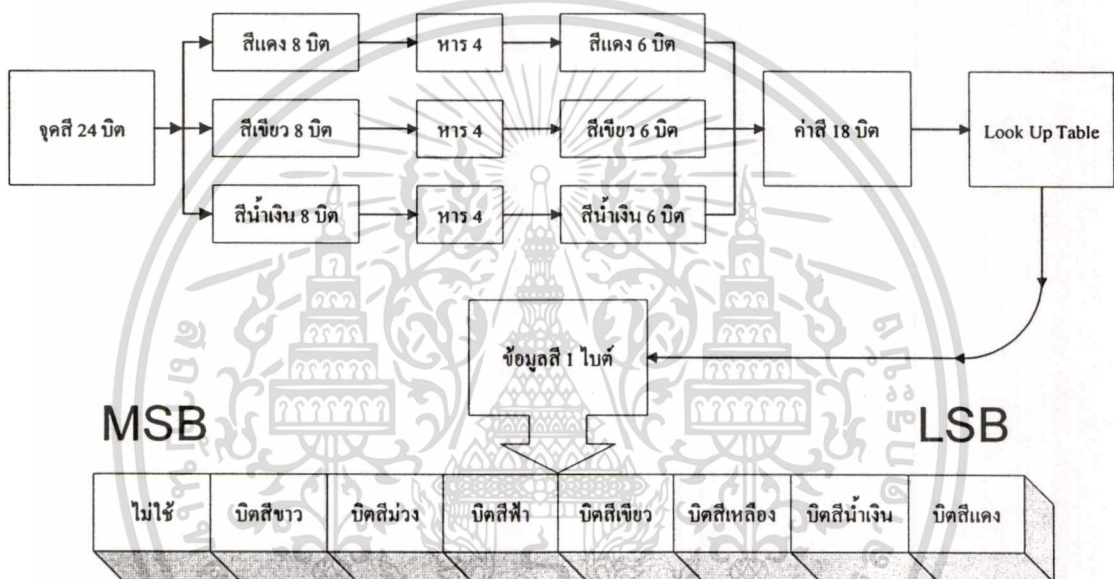 สีแดง 8 บิต
หาร 4
สีแดง 6 บิต
จุดสี 24 บิต
สีเขียว 8 บิต
หาร 4
สีเขียว 6 บิต
ค่าสี 18 บิต
Look Up Table
สีน้ำเงิน 8 บิต
หาร 4
สีน้ำเงิน 6 บิต
ข้อมูลสี 1 ไบต์
MSB
LSB
ไม่ใช้
บิตสีขาว
บิตสีม่วง
บิตสีฟ้า
บิตสีเขียว
บิตสีเหลือง
บิตสีน้ำเงิน
บิตสีแดง